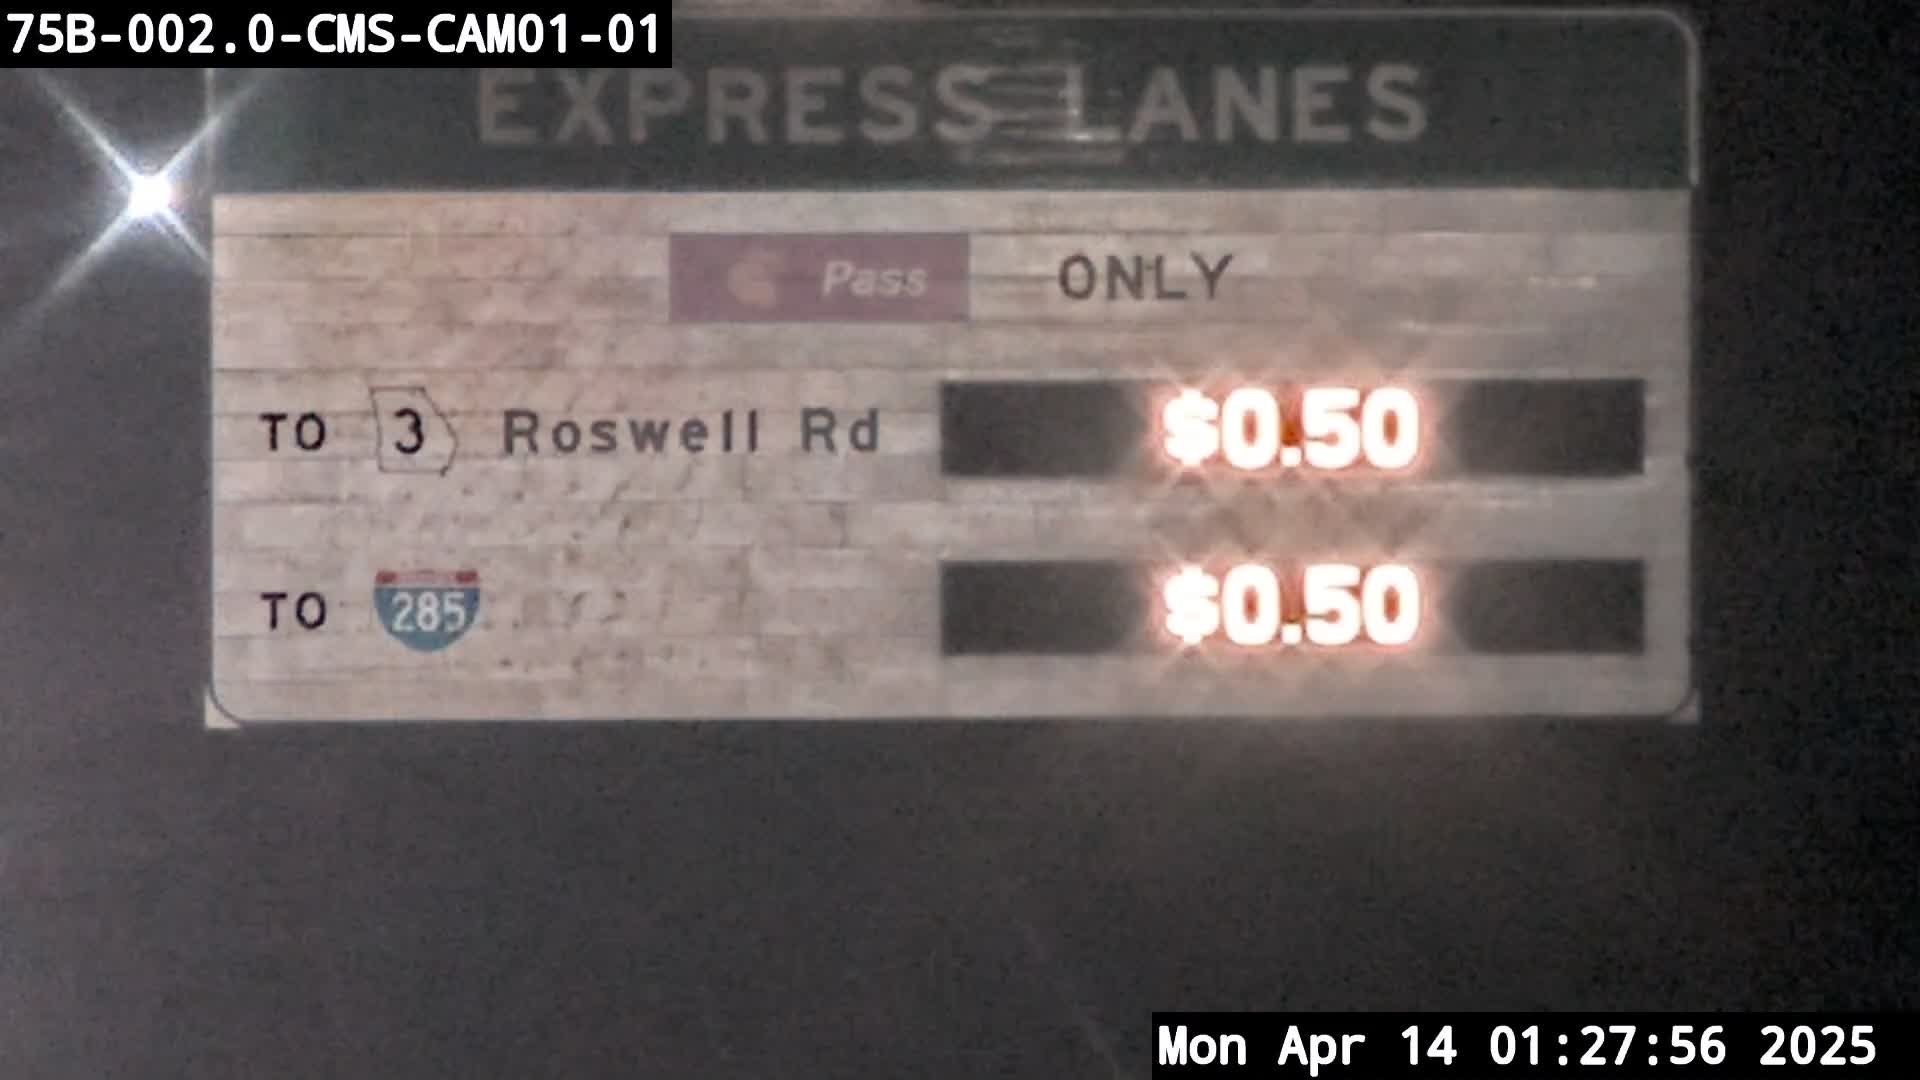 75B-002.0-CMS-CAM01-01
EXPRESS LANES
Pass ONLY
TO 3 Roswell Rd $0.50
TO 285 $0.50
Mon Apr 14 01:27:56 2025